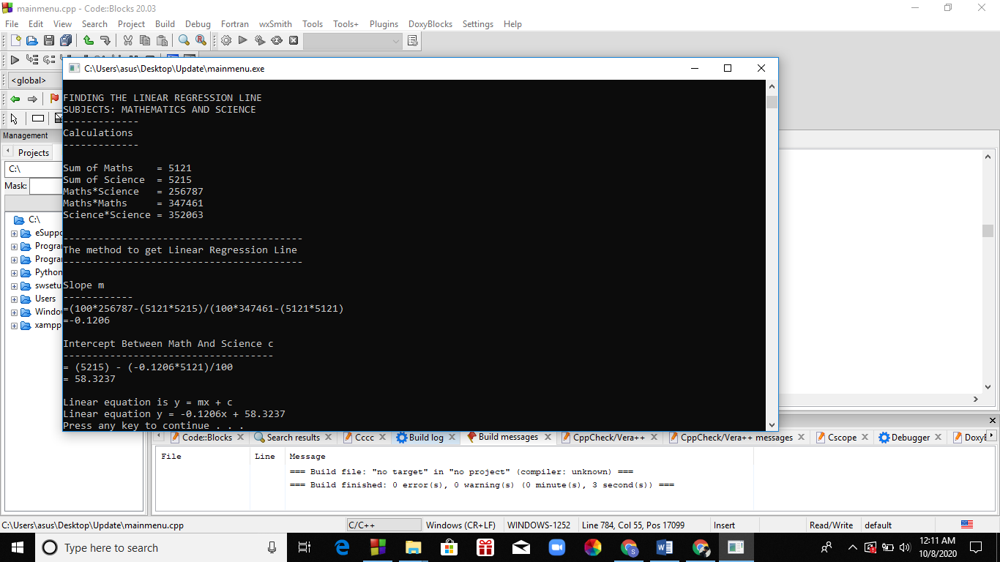 mainmenu.cpp - Code::Blocks 20.03
File Edit View Search Project Build Debug Fortran wxSmith Tools Tools+ Plugins DoxyBlocks Settings Help
C:\Users\asus\Desktop\Update\mainmenu.exe
<global>
FINDING THE LINEAR REGRESSION LINE
SUBJECTS: MATHEMATICS AND SCIENCE
-------------
Calculations
-------------
Sum of Maths    = 5121
Sum of Science  = 5215
Maths*Science   = 256787
Maths*Maths     = 347461
Science*Science = 352063
-----------------------------------------
The method to get Linear Regression Line
-----------------------------------------
Slope m
------------
=(100*256787-(5121*5215)/(100*347461-(5121*5121)
=-0.1206
Intercept Between Math And Science c
------------------------------------
= (5215) - (-0.1206*5121)/100
= 58.3237
Linear equation is y = mx + c
Linear equation y = -0.1206x + 58.3237
Press any key to continue . . .
Management
Projects
C:\
Mask:
C:\
eSuppo
Progra
Progra
Python
swsetu
Users
Window
xampp
Code::Blocks Search results Cccc Build log Build messages CppCheck/Vera++ CppCheck/Vera++ messages Cscope Debugger DoxyB
File Line Message
=== Build file: "no target" in "no project" (compiler: unknown) ===
=== Build finished: 0 error(s), 0 warning(s) (0 minute(s), 3 second(s)) ===
C:\Users\asus\Desktop\Update\mainmenu.cpp C/C++ Windows (CR+LF) WINDOWS-1252 Line 784, Col 55, Pos 17099 Insert Read/Write default
Type here to search
12:11 AM
10/8/2020